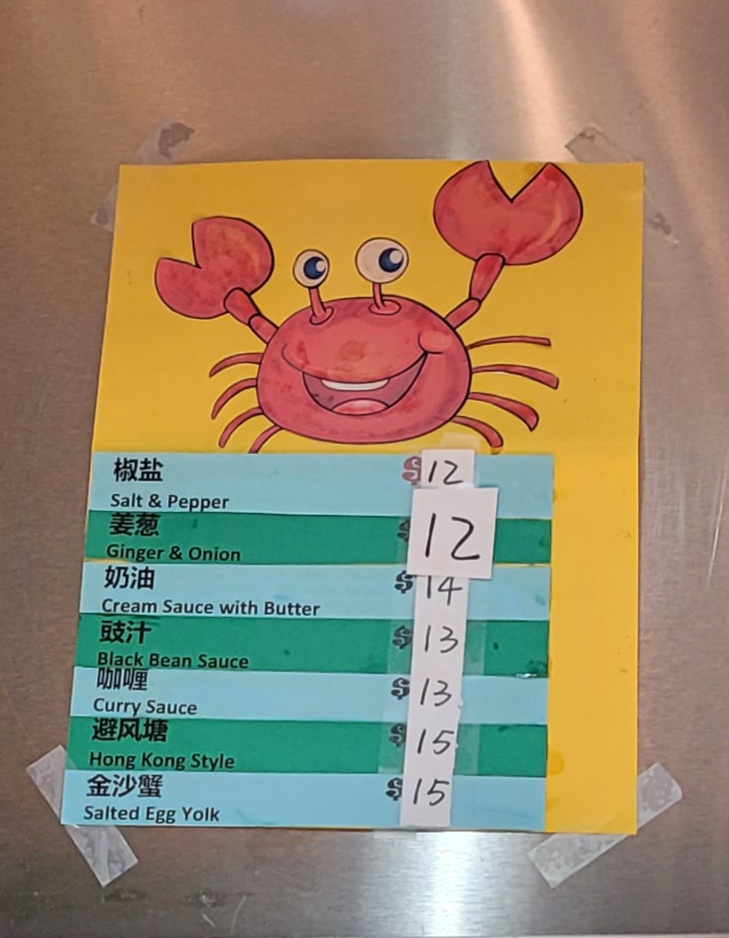 椒盐 $12
Salt & Pepper
姜葱 $12
Ginger & Onion
奶油 $14
Cream Sauce with Butter
豉汁 $13
Black Bean Sauce
咖喱 $13
Curry Sauce
避风塘 $15
Hong Kong Style
金沙蟹 $15
Salted Egg Yolk